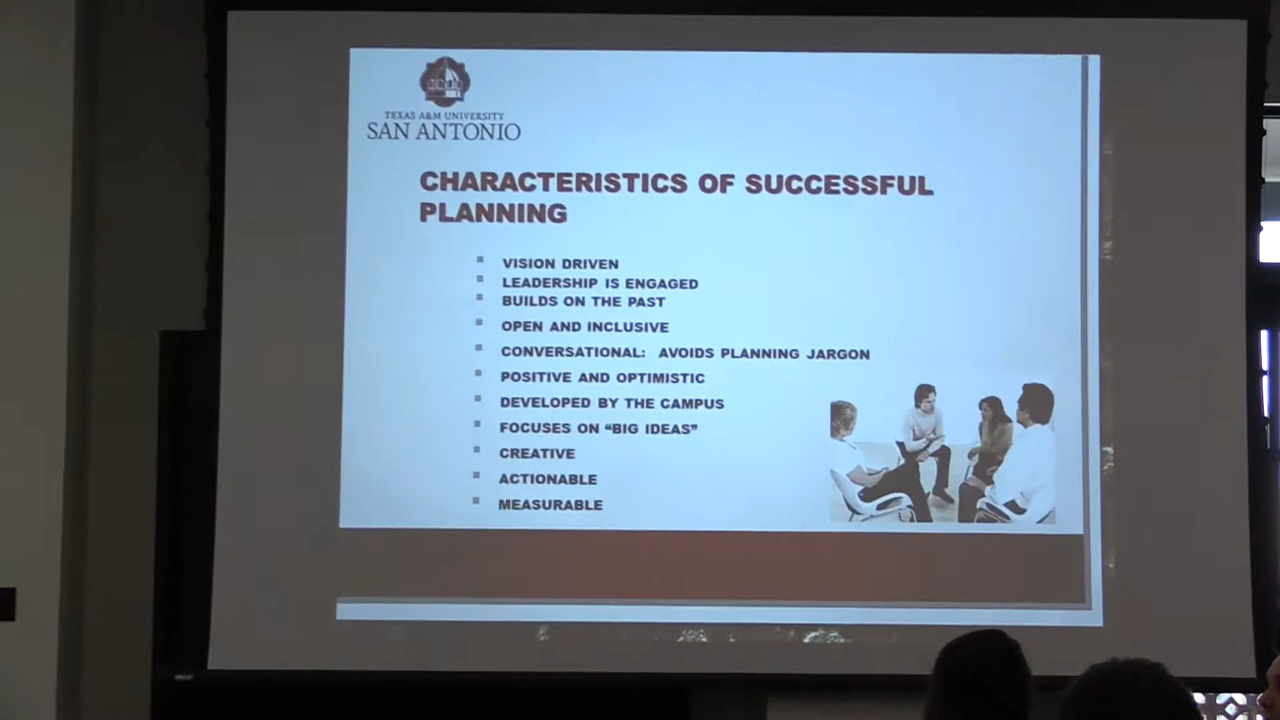 TEXAS A&M UNIVERSITY
SAN ANTONIO
CHARACTERISTICS OF SUCCESSFUL
PLANNING
VISION DRIVEN
LEADERSHIP IS ENGAGED
BUILDS ON THE PAST
OPEN AND INCLUSIVE
CONVERSATIONAL: AVOIDS PLANNING JARGON
POSITIVE AND OPTIMISTIC
DEVELOPED BY THE CAMPUS
FOCUSES ON “BIG IDEAS”
CREATIVE
ACTIONABLE
MEASURABLE